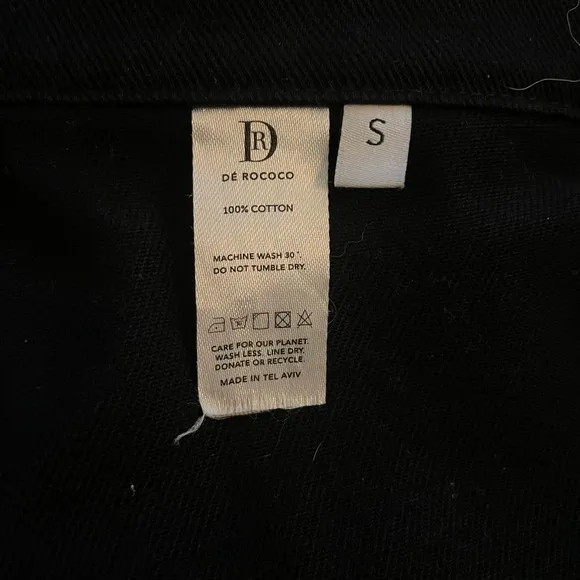 DR
DÉ ROCOCO
100% COTTON
MACHINE WASH 30°.
DO NOT TUMBLE DRY.
CARE FOR OUR PLANET.
WASH LESS. LINE DRY.
DONATE OR RECYCLE.
MADE IN TEL AVIV
S